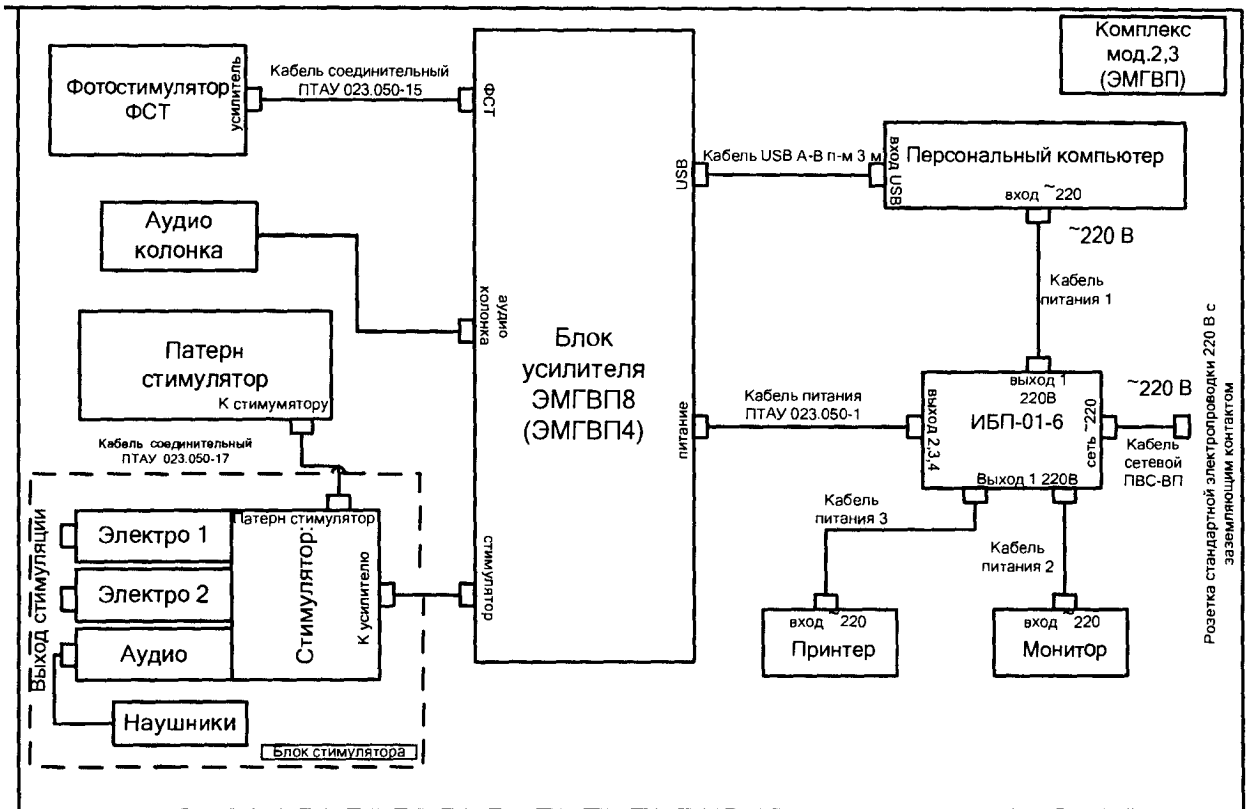 Комплекс
мод.2,3
(ЭМГВП)
Фотостимулятор
ФСТ
усилитель
Кабель соединительный
ПТАУ 023.050-15
ФСТ
USB
Кабель USB A-B п-м 3 м
вход USB
Персональный компьютер
вход ~220
~220 В
Аудио
колонка
аудио
колонка
Кабель
питания 1
Патерн
стимулятор
К стимумятору
Блок
усилителя
ЭМГВП8
(ЭМГВП4)
питание
Кабель питания
ПТАУ 023.050-1
выход 1
220В
ИБП-01-6
выход 2,3,4
сеть ~220
Выход 1 220В
~220 В
Кабель
сетевой
ПВС-ВП
Розетка стандартной электропроводки 220 В с
заземляющим контактом
Кабель соединительный
ПТАУ 023.050-17
Выход стимуляции
Электро 1
Электро 2
Аудио
Патерн стимулятор
Стимулятор:
К усилителю
стимулятор
Наушники
Блок стимулятора
Кабель
питания 3
Кабель
питания 2
вход ~220
Принтер
вход ~220
Монитор